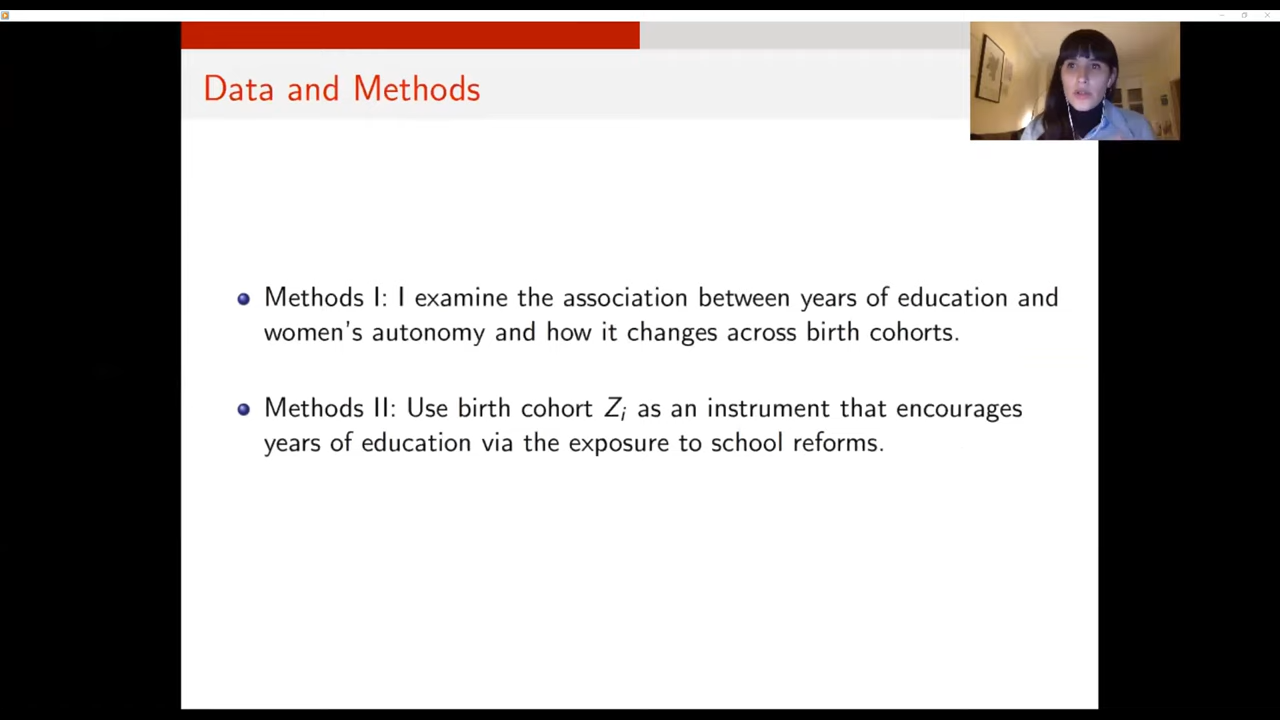 Data and Methods
Methods I: I examine the association between years of education and
women's autonomy and how it changes across birth cohorts.
Methods II: Use birth cohort Zᵢ as an instrument that encourages
years of education via the exposure to school reforms.